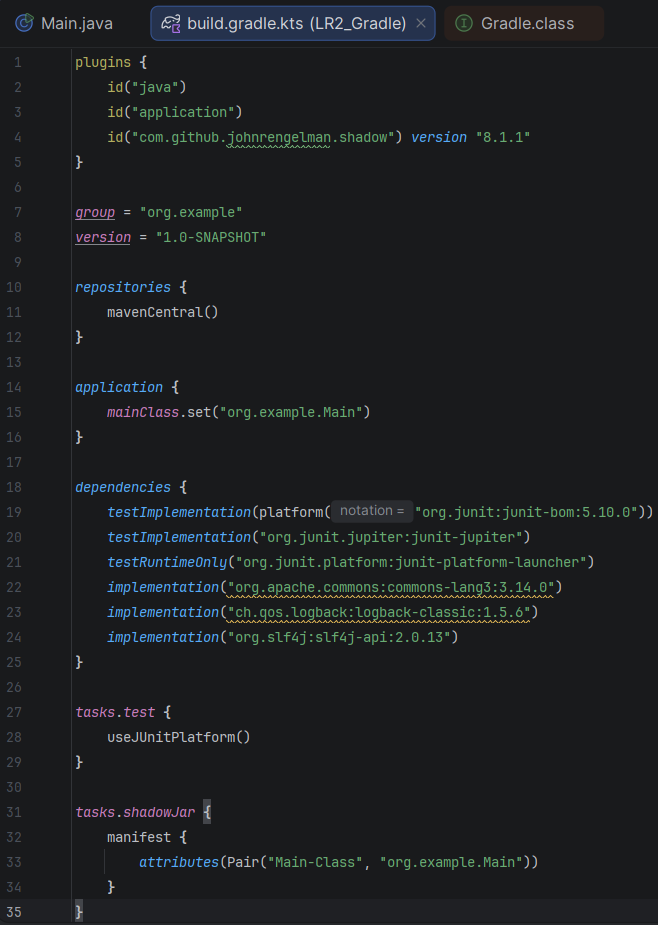 Main.java build.gradle.kts (LR2_Gradle) × Gradle.class
1 plugins {
2 id("java")
3 id("application")
4 id("com.github.johnrengelman.shadow") version "8.1.1"
5 }
6
7 group = "org.example"
8 version = "1.0-SNAPSHOT"
9
10 repositories {
11 mavenCentral()
12 }
13
14 application {
15 mainClass.set("org.example.Main")
16 }
17
18 dependencies {
19 testImplementation(platform( notation = "org.junit:junit-bom:5.10.0"))
20 testImplementation("org.junit.jupiter:junit-jupiter")
21 testRuntimeOnly("org.junit.platform:junit-platform-launcher")
22 implementation("org.apache.commons:commons-lang3:3.14.0")
23 implementation("ch.qos.logback:logback-classic:1.5.6")
24 implementation("org.slf4j:slf4j-api:2.0.13")
25 }
26
27 tasks.test {
28 useJUnitPlatform()
29 }
30
31 tasks.shadowJar {
32 manifest {
33 attributes(Pair("Main-Class", "org.example.Main"))
34 }
35 }